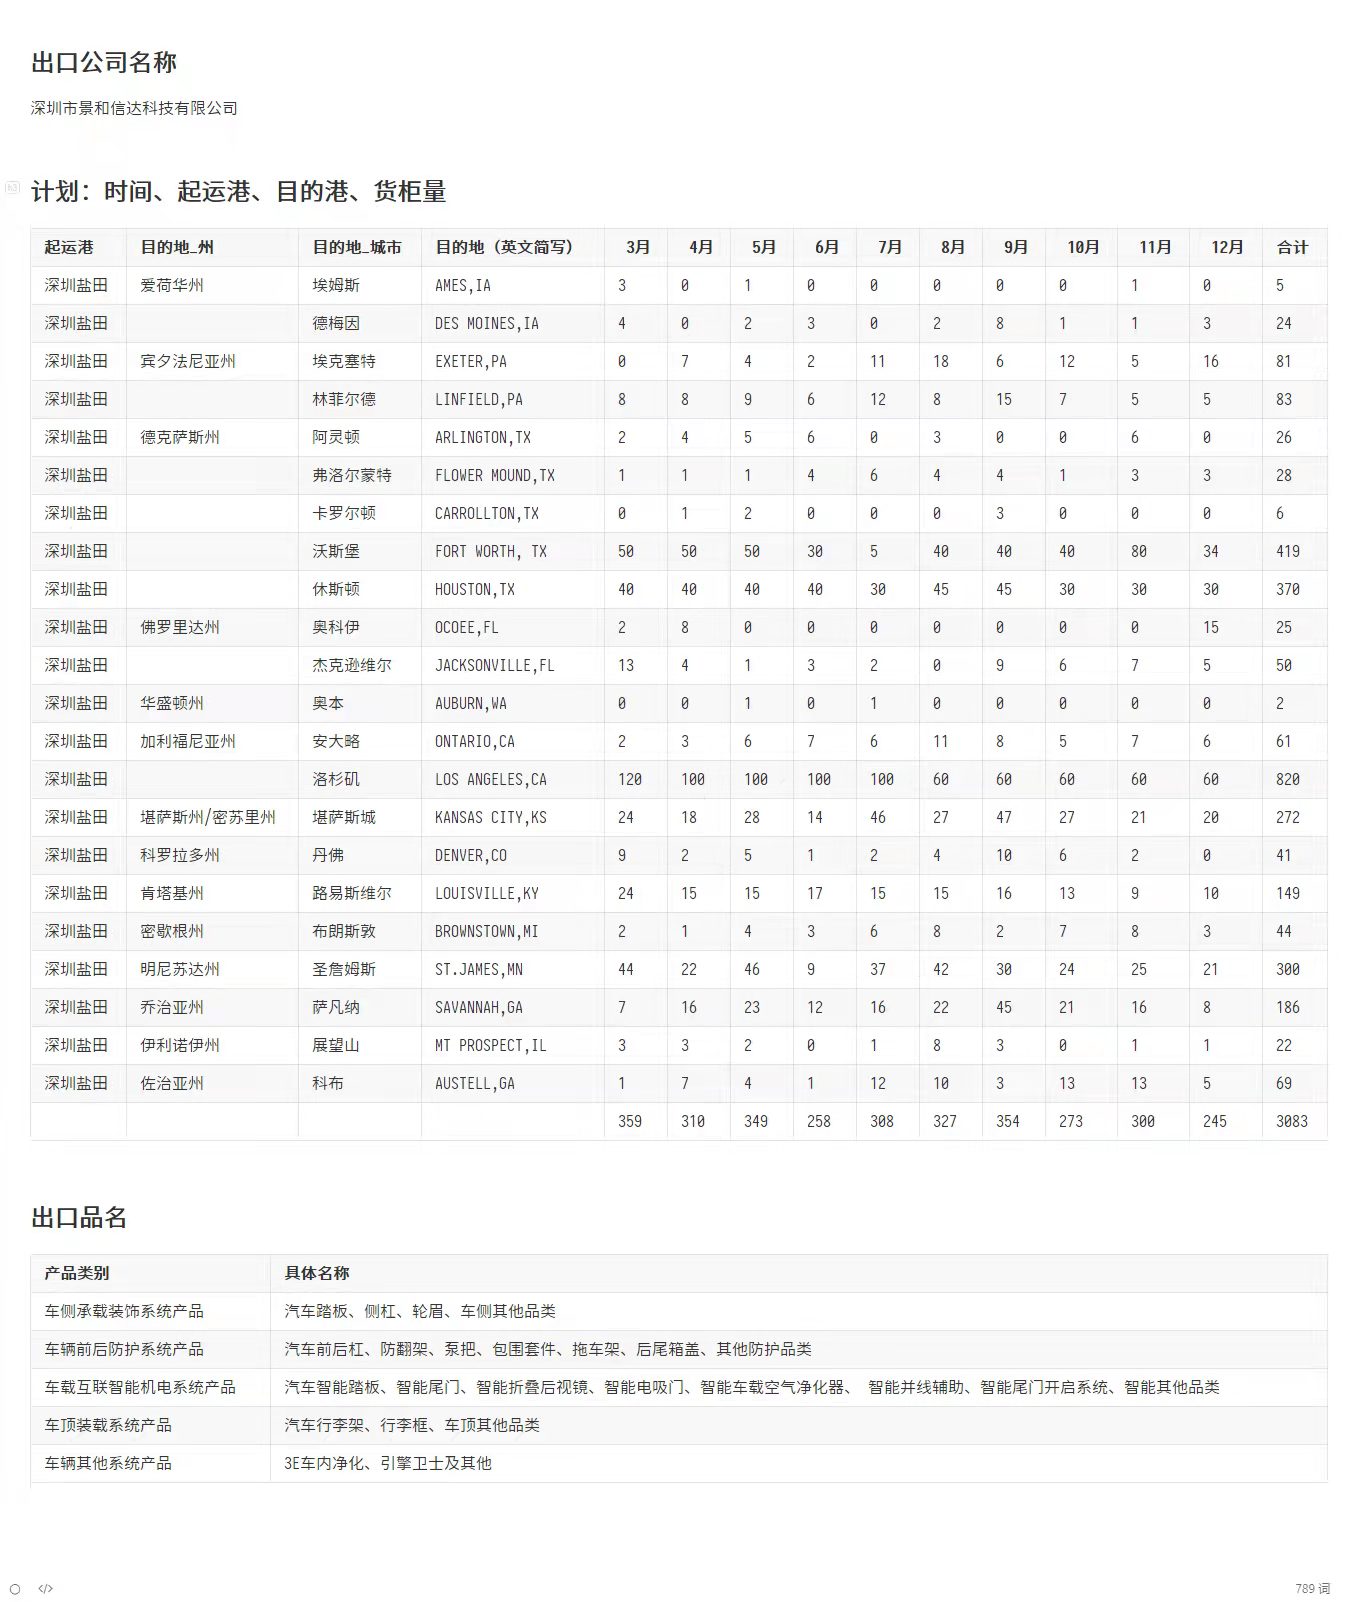 出口公司名称
深圳市景和信达科技有限公司
h3
计划：时间、起运港、目的港、货柜量
起运港 目的地_州 目的地_城市 目的地（英文简写） 3月 4月 5月 6月 7月 8月 9月 10月 11月 12月 合计
深圳盐田 爱荷华州 埃姆斯 AMES,IA 3 0 1 0 0 0 0 0 1 0 5
深圳盐田 德梅因 DES MOINES,IA 4 0 2 3 0 2 8 1 1 3 24
深圳盐田 宾夕法尼亚州 埃克塞特 EXETER,PA 0 7 4 2 11 18 6 12 5 16 81
深圳盐田 林菲尔德 LINFIELD,PA 8 8 9 6 12 8 15 7 5 5 83
深圳盐田 德克萨斯州 阿灵顿 ARLINGTON,TX 2 4 5 6 0 3 0 0 6 0 26
深圳盐田 弗洛尔蒙特 FLOWER MOUND,TX 1 1 1 4 6 4 4 1 3 3 28
深圳盐田 卡罗尔顿 CARROLLTON,TX 0 1 2 0 0 0 3 0 0 0 6
深圳盐田 沃斯堡 FORT WORTH, TX 50 50 50 30 5 40 40 40 80 34 419
深圳盐田 休斯顿 HOUSTON,TX 40 40 40 40 30 45 45 30 30 30 370
深圳盐田 佛罗里达州 奥科伊 OCOEE,FL 2 8 0 0 0 0 0 0 0 15 25
深圳盐田 杰克逊维尔 JACKSONVILLE,FL 13 4 1 3 2 0 9 6 7 5 50
深圳盐田 华盛顿州 奥本 AUBURN,WA 0 0 1 0 1 0 0 0 0 0 2
深圳盐田 加利福尼亚州 安大略 ONTARIO,CA 2 3 6 7 6 11 8 5 7 6 61
深圳盐田 洛杉矶 LOS ANGELES,CA 120 100 100 100 100 60 60 60 60 60 820
深圳盐田 堪萨斯州/密苏里州 堪萨斯城 KANSAS CITY,KS 24 18 28 14 46 27 47 27 21 20 272
深圳盐田 科罗拉多州 丹佛 DENVER,CO 9 2 5 1 2 4 10 6 2 0 41
深圳盐田 肯塔基州 路易斯维尔 LOUISVILLE,KY 24 15 15 17 15 15 16 13 9 10 149
深圳盐田 密歇根州 布朗斯敦 BROWNSTOWN,MI 2 1 4 3 6 8 2 7 8 3 44
深圳盐田 明尼苏达州 圣詹姆斯 ST.JAMES,MN 44 22 46 9 37 42 30 24 25 21 300
深圳盐田 乔治亚州 萨凡纳 SAVANNAH,GA 7 16 23 12 16 22 45 21 16 8 186
深圳盐田 伊利诺伊州 展望山 MT PROSPECT,IL 3 3 2 0 1 8 3 0 1 1 22
深圳盐田 佐治亚州 科布 AUSTELL,GA 1 7 4 1 12 10 3 13 13 5 69
359 310 349 258 308 327 354 273 300 245 3083
出口品名
产品类别 具体名称
车侧承载装饰系统产品 汽车踏板、侧杠、轮眉、车侧其他品类
车辆前后防护系统产品 汽车前后杠、防翻架、泵把、包围套件、拖车架、后尾箱盖、其他防护品类
车载互联智能机电系统产品 汽车智能踏板、智能尾门、智能折叠后视镜、智能电吸门、智能车载空气净化器、 智能并线辅助、智能尾门开启系统、智能其他品类
车顶装载系统产品 汽车行李架、行李框、车顶其他品类
车辆其他系统产品 3E车内净化、引擎卫士及其他
</> 789 词